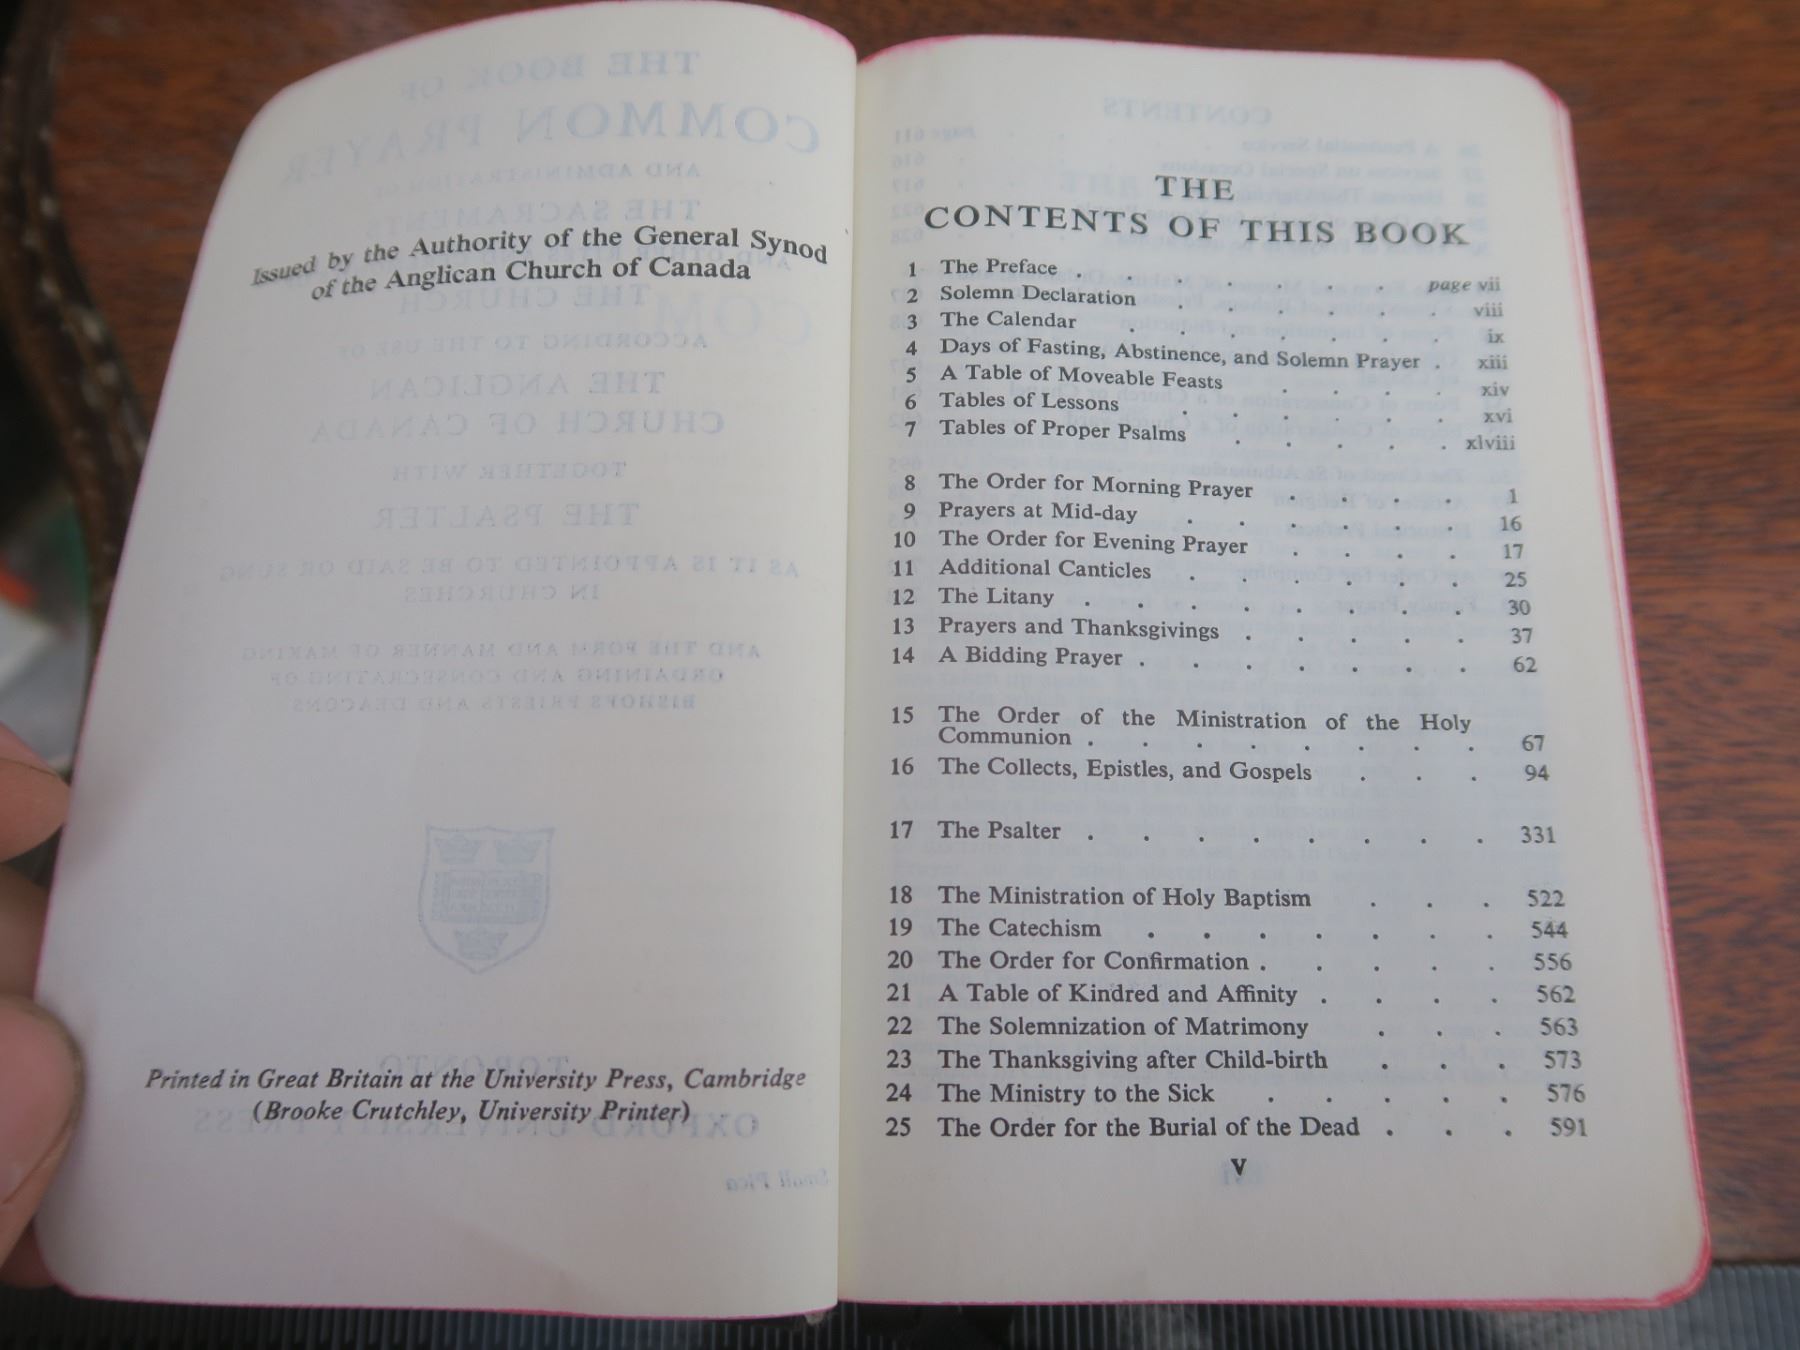 Issued by the Authority of the General Synod
of the Anglican Church of Canada
Printed in Great Britain at the University Press, Cambridge
(Brooke Crutchley, University Printer)
THE
CONTENTS OF THIS BOOK
1 The Preface . . . . . . . page vii
2 Solemn Declaration . . . . . . viii
3 The Calendar . . . . . . . ix
4 Days of Fasting, Abstinence, and Solemn Prayer . xiii
5 A Table of Moveable Feasts . . . . xiv
6 Tables of Lessons . . . . . . xvi
7 Tables of Proper Psalms . . . . . xlviii
8 The Order for Morning Prayer . . . . 1
9 Prayers at Mid-day . . . . . . 16
10 The Order for Evening Prayer . . . . 17
11 Additional Canticles . . . . . . 25
12 The Litany . . . . . . . . 30
13 Prayers and Thanksgivings . . . . . 37
14 A Bidding Prayer . . . . . . . 62
15 The Order of the Ministration of the Holy
Communion . . . . . . . . 67
16 The Collects, Epistles, and Gospels . . . 94
17 The Psalter . . . . . . . . 331
18 The Ministration of Holy Baptism . . . 522
19 The Catechism . . . . . . . 544
20 The Order for Confirmation . . . . . 556
21 A Table of Kindred and Affinity . . . . 562
22 The Solemnization of Matrimony . . . 563
23 The Thanksgiving after Child-birth . . . 573
24 The Ministry to the Sick . . . . . 576
25 The Order for the Burial of the Dead . . . 591
v